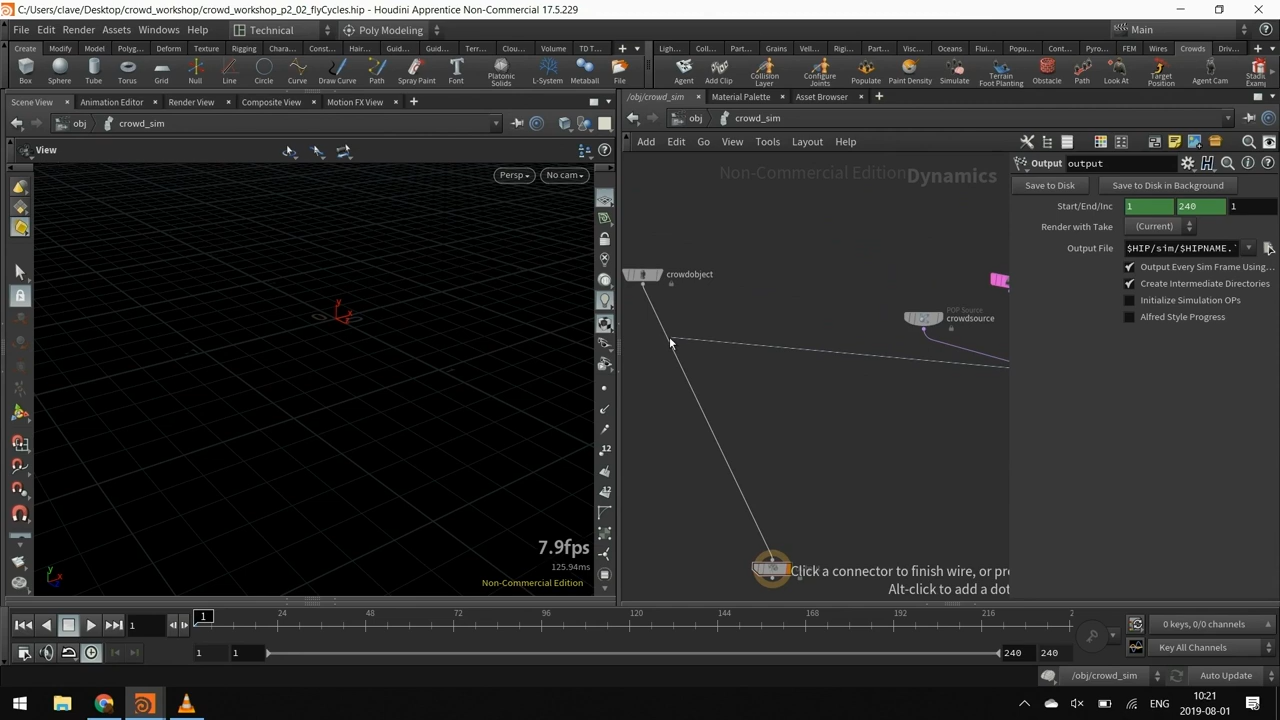 C:/Users/clave/Desktop/crowd_workshop/crowd_workshop_p2_02_flyCycles.hip - Houdini Apprentice Non-Commercial 17.5.229
File Edit Render Assets Windows Help Technical Poly Modeling Main
Create Modify Model Polyg... Deform Texture Rigging Chara... Const... Hair... Guid... Guid... Terr... Clou... Volume TD T...
Ligh... Coll... Part... Grains Vell... Rigi... Part... Visc... Oceans Flui... Popu... Cont... Pyro... FEM Wires Crowds Driv...
Box Sphere Tube Torus Grid Null Line Circle Curve Draw Curve Path Spray Paint Font Platonic Solids L-System Metaball File
Agent Add Clip Collision Layer Configure Joints Populate Paint Density Simulate Terrain Foot Planting Obstacle Path Look At Target Position Agent Cam Stadium Examj
Scene View Animation Editor Render View Composite View Motion FX View
/obj/crowd_sim Material Palette Asset Browser
obj crowd_sim
obj crowd_sim
View
Add Edit Go View Tools Layout Help
Persp No cam
Non-Commercial Edition
Dynamics
Output output
Save to Disk Save to Disk in Background
Start/End/Inc 1 240 1
Render with Take (Current)
Output File $HIP/sim/$HIPNAME.`
Output Every Sim Frame Using...
Create Intermediate Directories
Initialize Simulation OPs
Alfred Style Progress
crowdobject
POP Source
crowdsource
12
12
7.9fps
125.94ms
Non-Commercial Edition
Click a connector to finish wire, or pre
Alt-click to add a dot
1 1 24 48 72 96 120 144 168 192 216 2
0 keys, 0/0 channels
1 1 240 240
Key All Channels
/obj/crowd_sim Auto Update
ENG
10:21
2019-08-01